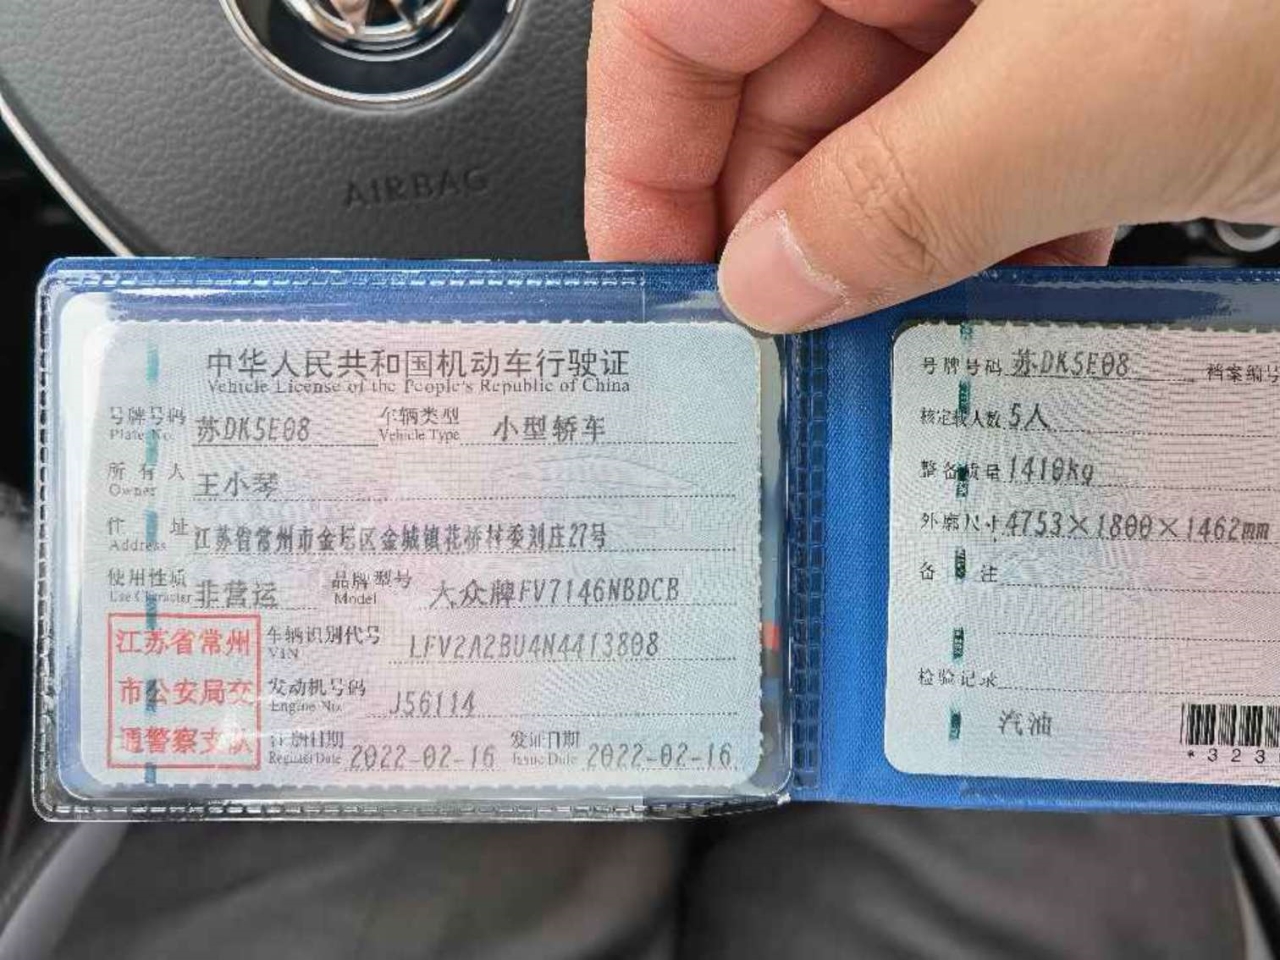 AIRBAG
中华人民共和国机动车行驶证
Vehicle License of the People's Republic of China
号牌号码 苏DK5E08 车辆类型 小型轿车
Plate No. Vehicle Type
所有人 王小琴
Owner
住址 江苏省常州市金坛区金城镇花桥村委刘庄27号
Address
使用性质 非营运 品牌型号 大众牌FV7146NBDCB
Use Character Model
江苏省常州
市公安局交
通警察支队
车辆识别代号 LFV2A2BU4N4413808
VIN
发动机号码 J56114
Engine No.
注册日期 2022-02-16 发证日期 2022-02-16
Register Date Issue Date
号牌号码 苏DK5E08 档案编号
核定载人数 5人
整备质量 1410kg
外廓尺寸 4753×1800×1462mm
备注
检验记录
汽油
*323